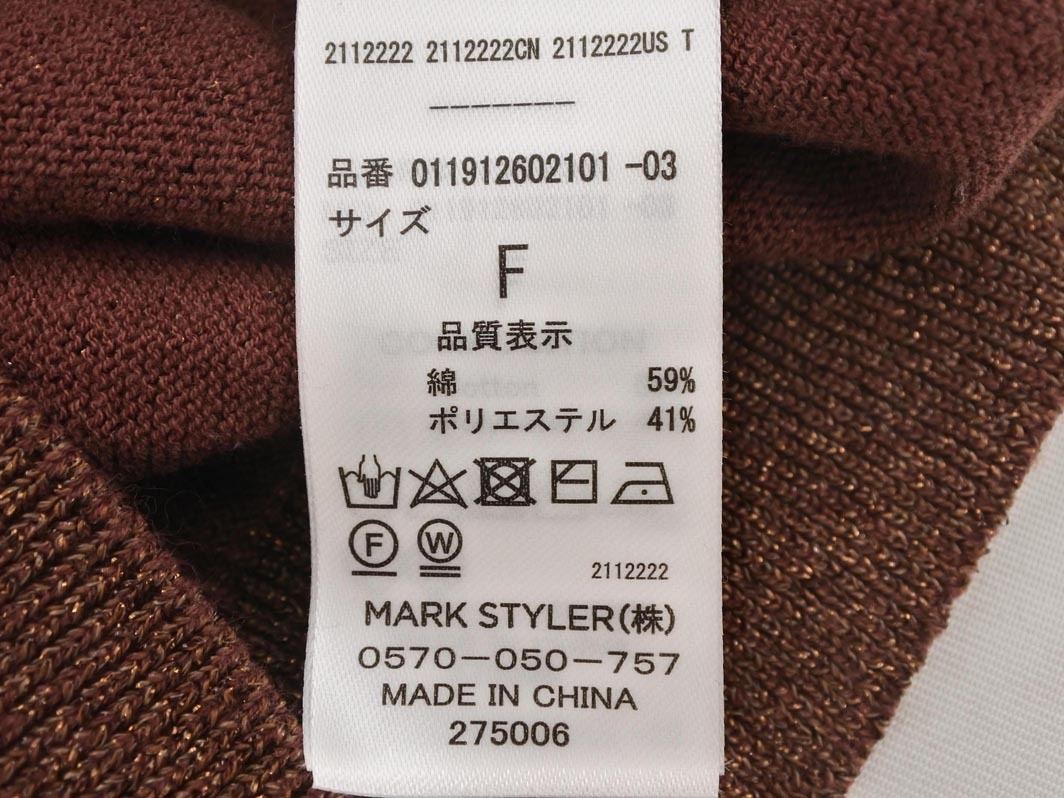 2112222 2112222CN 2112222US T
-------
品番 011912602101 -03
サイズ
F
品質表示
綿 59%
ポリエステル 41%
F W
2112222
MARK STYLER(株)
0570-050-757
MADE IN CHINA
275006